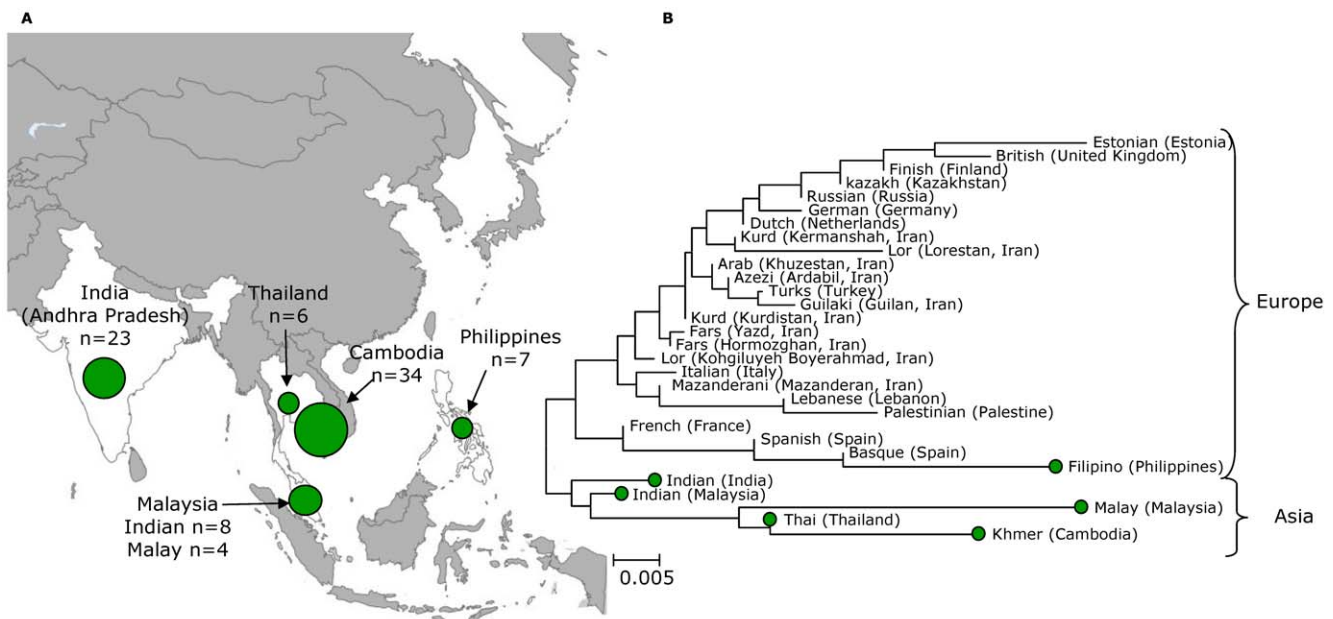 A
India
(Andhra Pradesh)
n=23
Thailand
n=6
Cambodia
n=34
Philippines
n=7
Malaysia
Indian n=8
Malay n=4
B
Estonian (Estonia)
British (United Kingdom)
Finish (Finland)
kazakh (Kazakhstan)
Russian (Russia)
German (Germany)
Dutch (Netherlands)
Kurd (Kermanshah, Iran)
Lor (Lorestan, Iran)
Arab (Khuzestan, Iran)
Azezi (Ardabil, Iran)
Turks (Turkey)
Guilaki (Guilan, Iran)
Kurd (Kurdistan, Iran)
Fars (Yazd, Iran)
Fars (Hormozghan, Iran)
Lor (Kohgiluyeh Boyerahmad, Iran)
Italian (Italy)
Mazanderani (Mazanderan, Iran)
Lebanese (Lebanon)
Palestinian (Palestine)
French (France)
Spanish (Spain)
Basque (Spain)
Filipino (Philippines)
Indian (India)
Indian (Malaysia)
Malay (Malaysia)
Thai (Thailand)
Khmer (Cambodia)
Europe
Asia
0.005